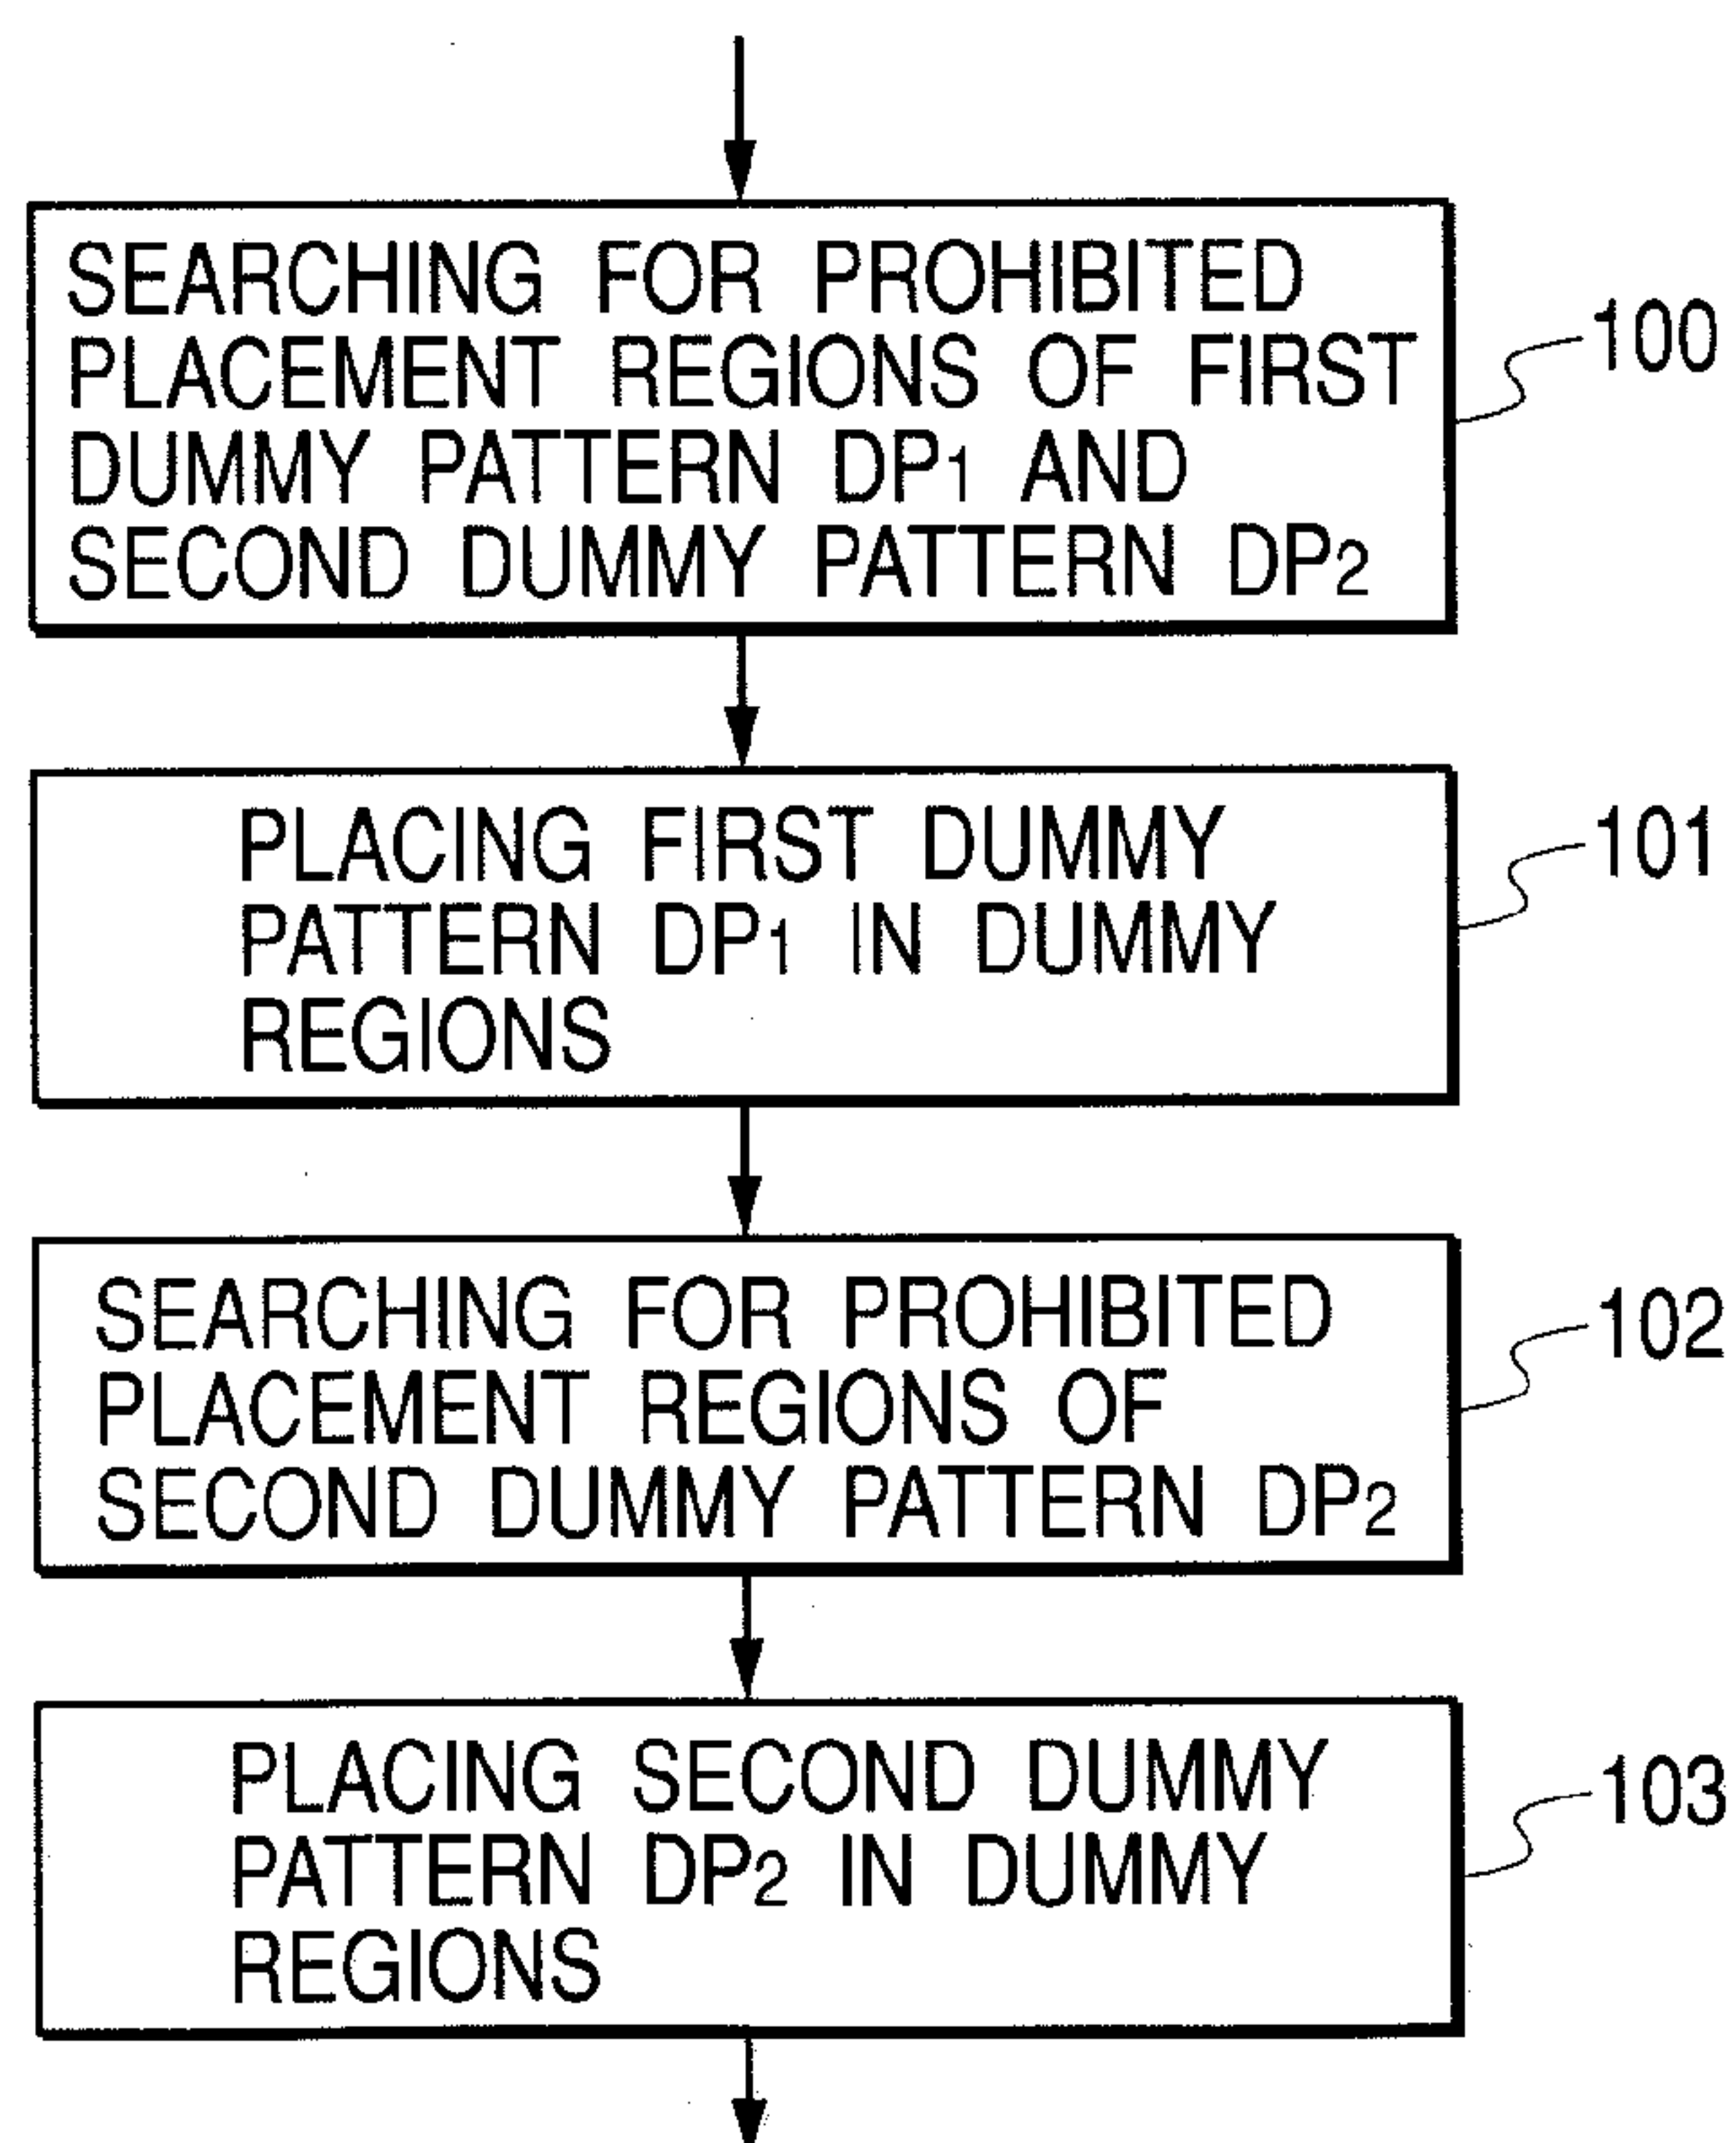 SEARCHING FOR PROHIBITED
PLACEMENT REGIONS OF FIRST
DUMMY PATTERN DP1 AND
SECOND DUMMY PATTERN DP2
100
PLACING FIRST DUMMY
PATTERN DP1 IN DUMMY
REGIONS
101
SEARCHING FOR PROHIBITED
PLACEMENT REGIONS OF
SECOND DUMMY PATTERN DP2
102
PLACING SECOND DUMMY
PATTERN DP2 IN DUMMY
REGIONS
103